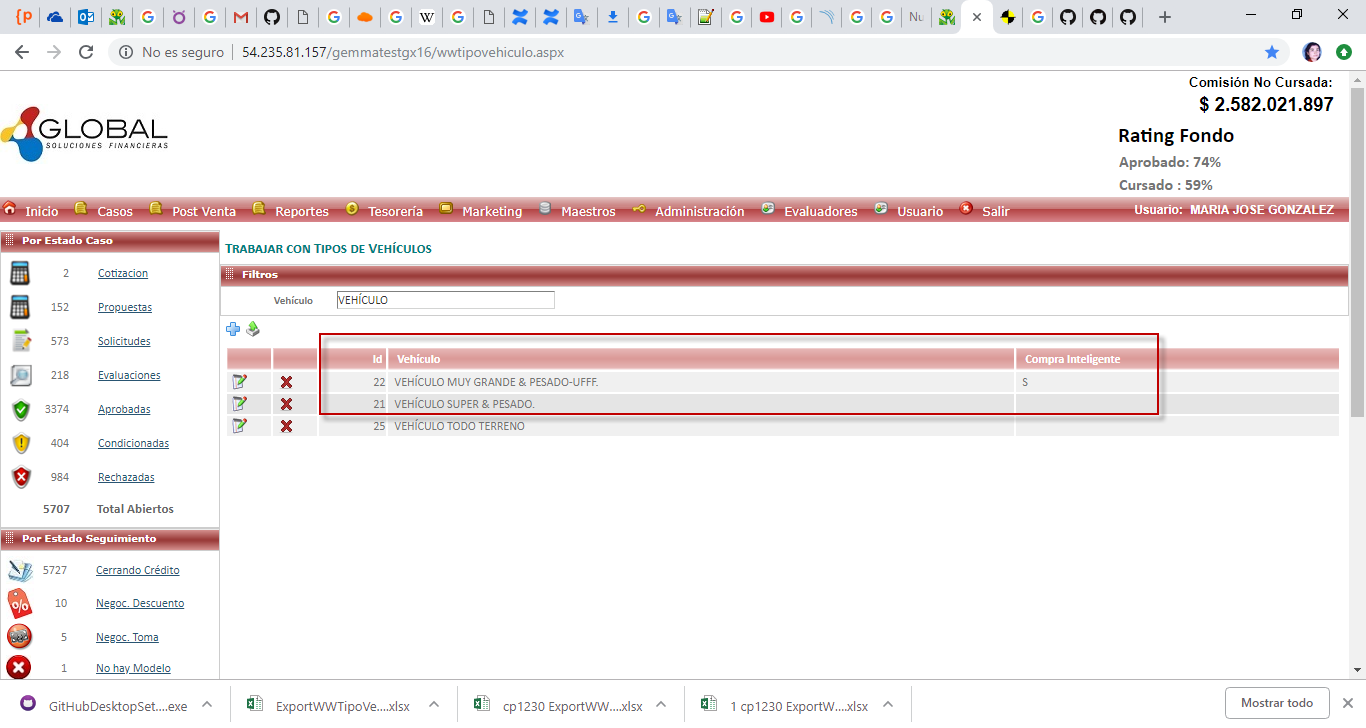 No es seguro
54.235.81.157/gemmatestgx16/wwtipovehiculo.aspx
Comisión No Cursada:
$ 2.582.021.897
GLOBAL
SOLUCIONES FINANCIERAS
Rating Fondo
Aprobado: 74%
Cursado : 59%
Inicio Casos Post Venta Reportes Tesorería Marketing Maestros Administración Evaluadores Usuario Salir Usuario: MARIA JOSE GONZALEZ
Por Estado Caso
2 Cotizacion
152 Propuestas
573 Solicitudes
218 Evaluaciones
3374 Aprobadas
404 Condicionadas
984 Rechazadas
5707 Total Abiertos
Por Estado Seguimiento
5727 Cerrando Crédito
10 Negoc. Descuento
5 Negoc. Toma
1 No hay Modelo
TRABAJAR CON TIPOS DE VEHÍCULOS
Filtros
Vehículo VEHÍCULO
Id Vehículo Compra Inteligente
22 VEHÍCULO MUY GRANDE & PESADO-UFFF. S
21 VEHÍCULO SUPER & PESADO.
25 VEHÍCULO TODO TERRENO
GitHubDesktopSet....exe
ExportWWTipoVe....xlsx
cp1230 ExportWW....xlsx
1 cp1230 ExportW....xlsx
Mostrar todo